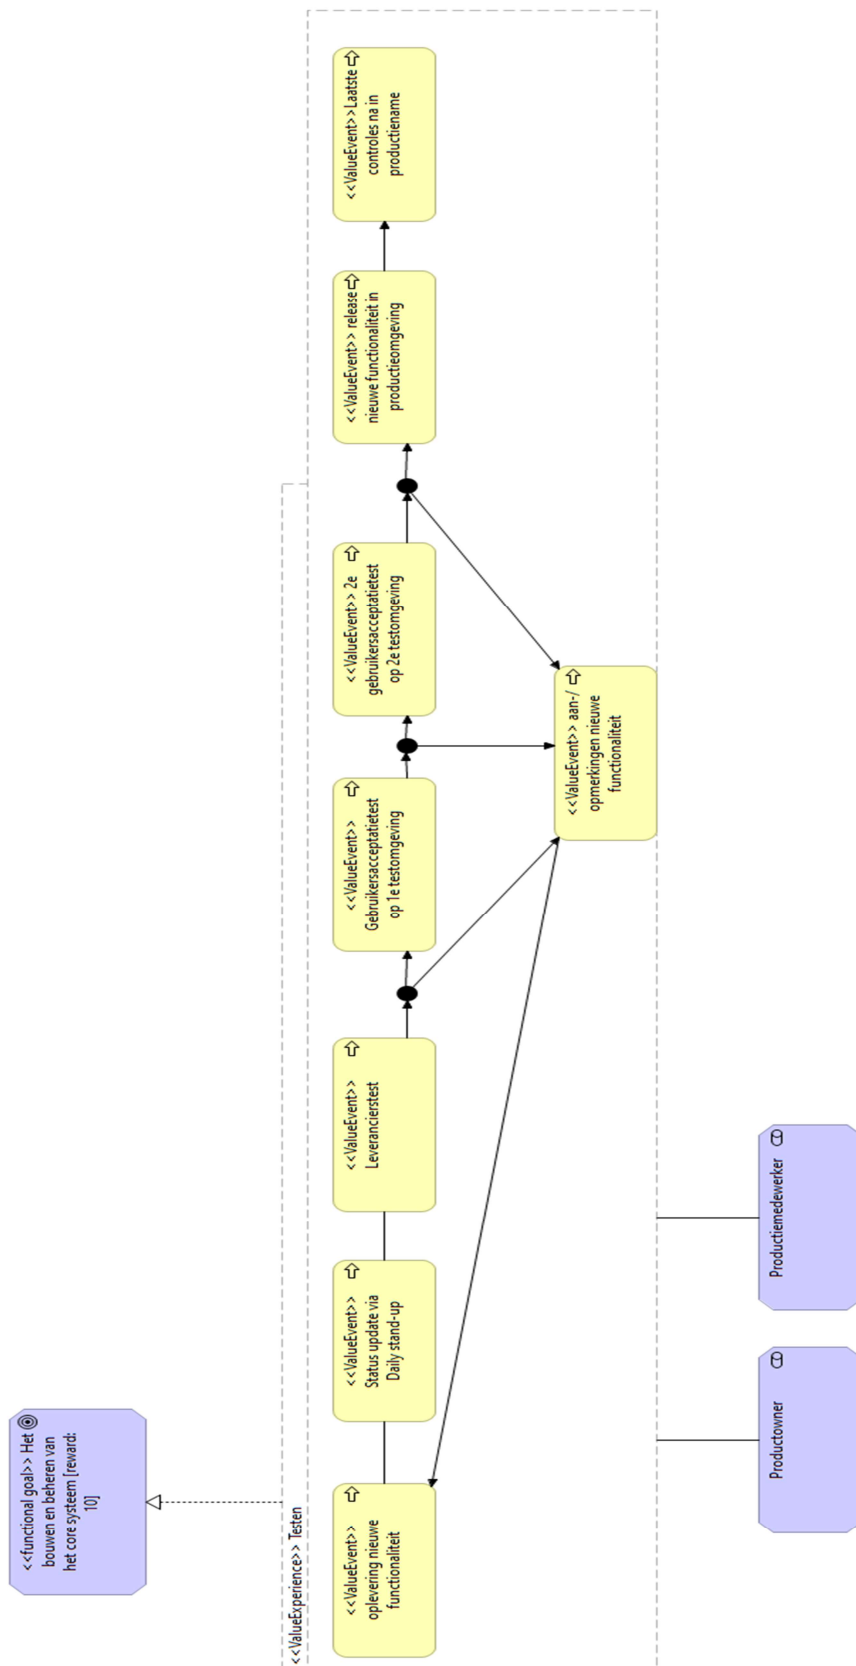 <<functional goal>> Het
bouwen en beheren van
het core systeem [reward:
10]
<<ValueExperience>> Testen
<<ValueEvent>>
oplevering nieuwe
functionaliteit
<<ValueEvent>>
Status update via
Daily stand-up
<<ValueEvent>>
Leverancierstest
<<ValueEvent>>
Gebruikersacceptatietest
op 1e testomgeving
<<ValueEvent>> 2e
gebruikersacceptatietest
op 2e testomgeving
<<ValueEvent>> release
nieuwe functionaliteit in
productieomgeving
<<ValueEvent>>Laatste
controles na in
productiename
<<ValueEvent>> aan-/
opmerkingen nieuwe
functionaliteit
Productowner
Productiemedewerker